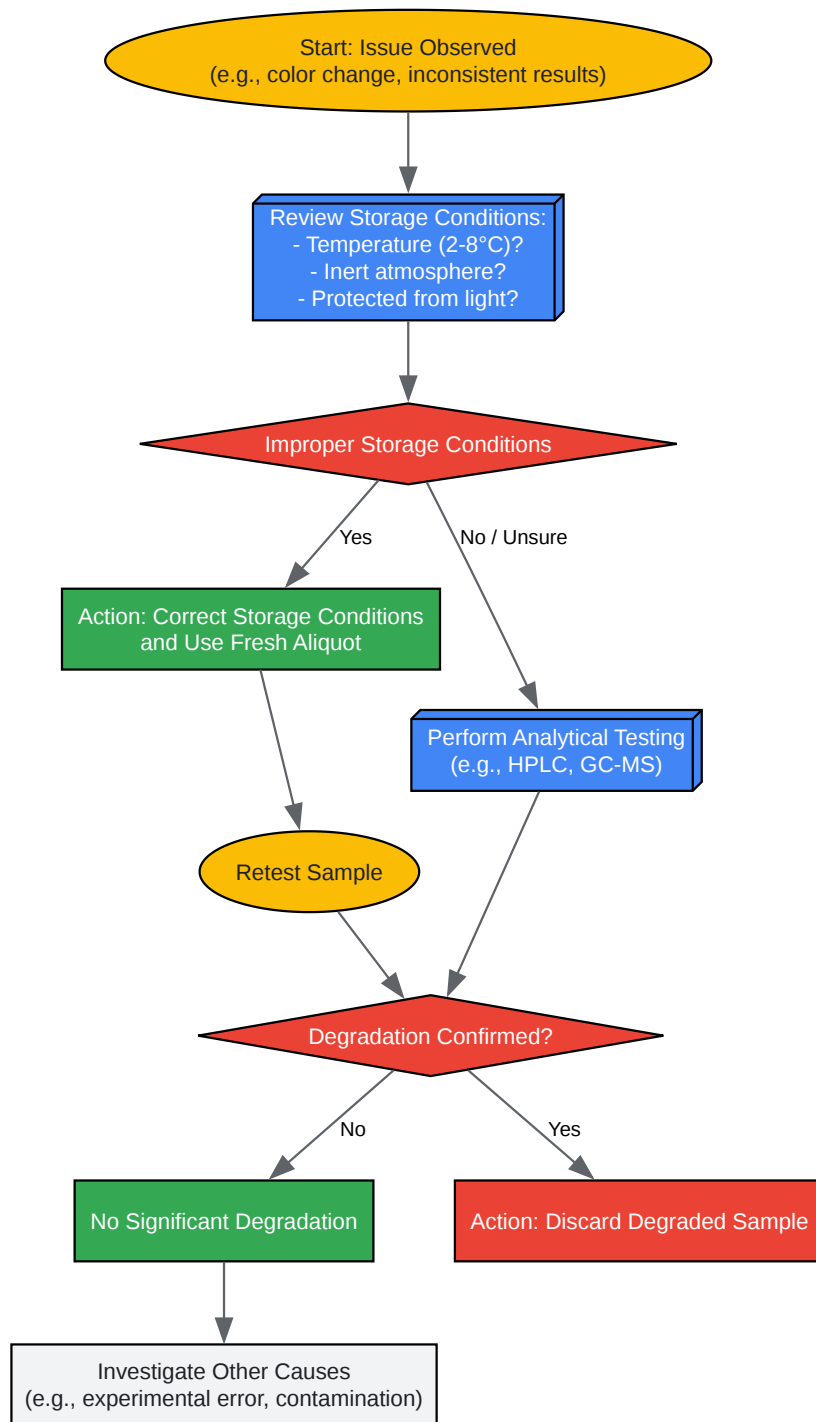 Start: Issue Observed
(e.g., color change, inconsistent results)
Review Storage Conditions:
- Temperature (2-8°C)?
- Inert atmosphere?
- Protected from light?
Improper Storage Conditions
Yes
No / Unsure
Action: Correct Storage Conditions
and Use Fresh Aliquot
Perform Analytical Testing
(e.g., HPLC, GC-MS)
Retest Sample
Degradation Confirmed?
No
Yes
No Significant Degradation
Action: Discard Degraded Sample
Investigate Other Causes
(e.g., experimental error, contamination)